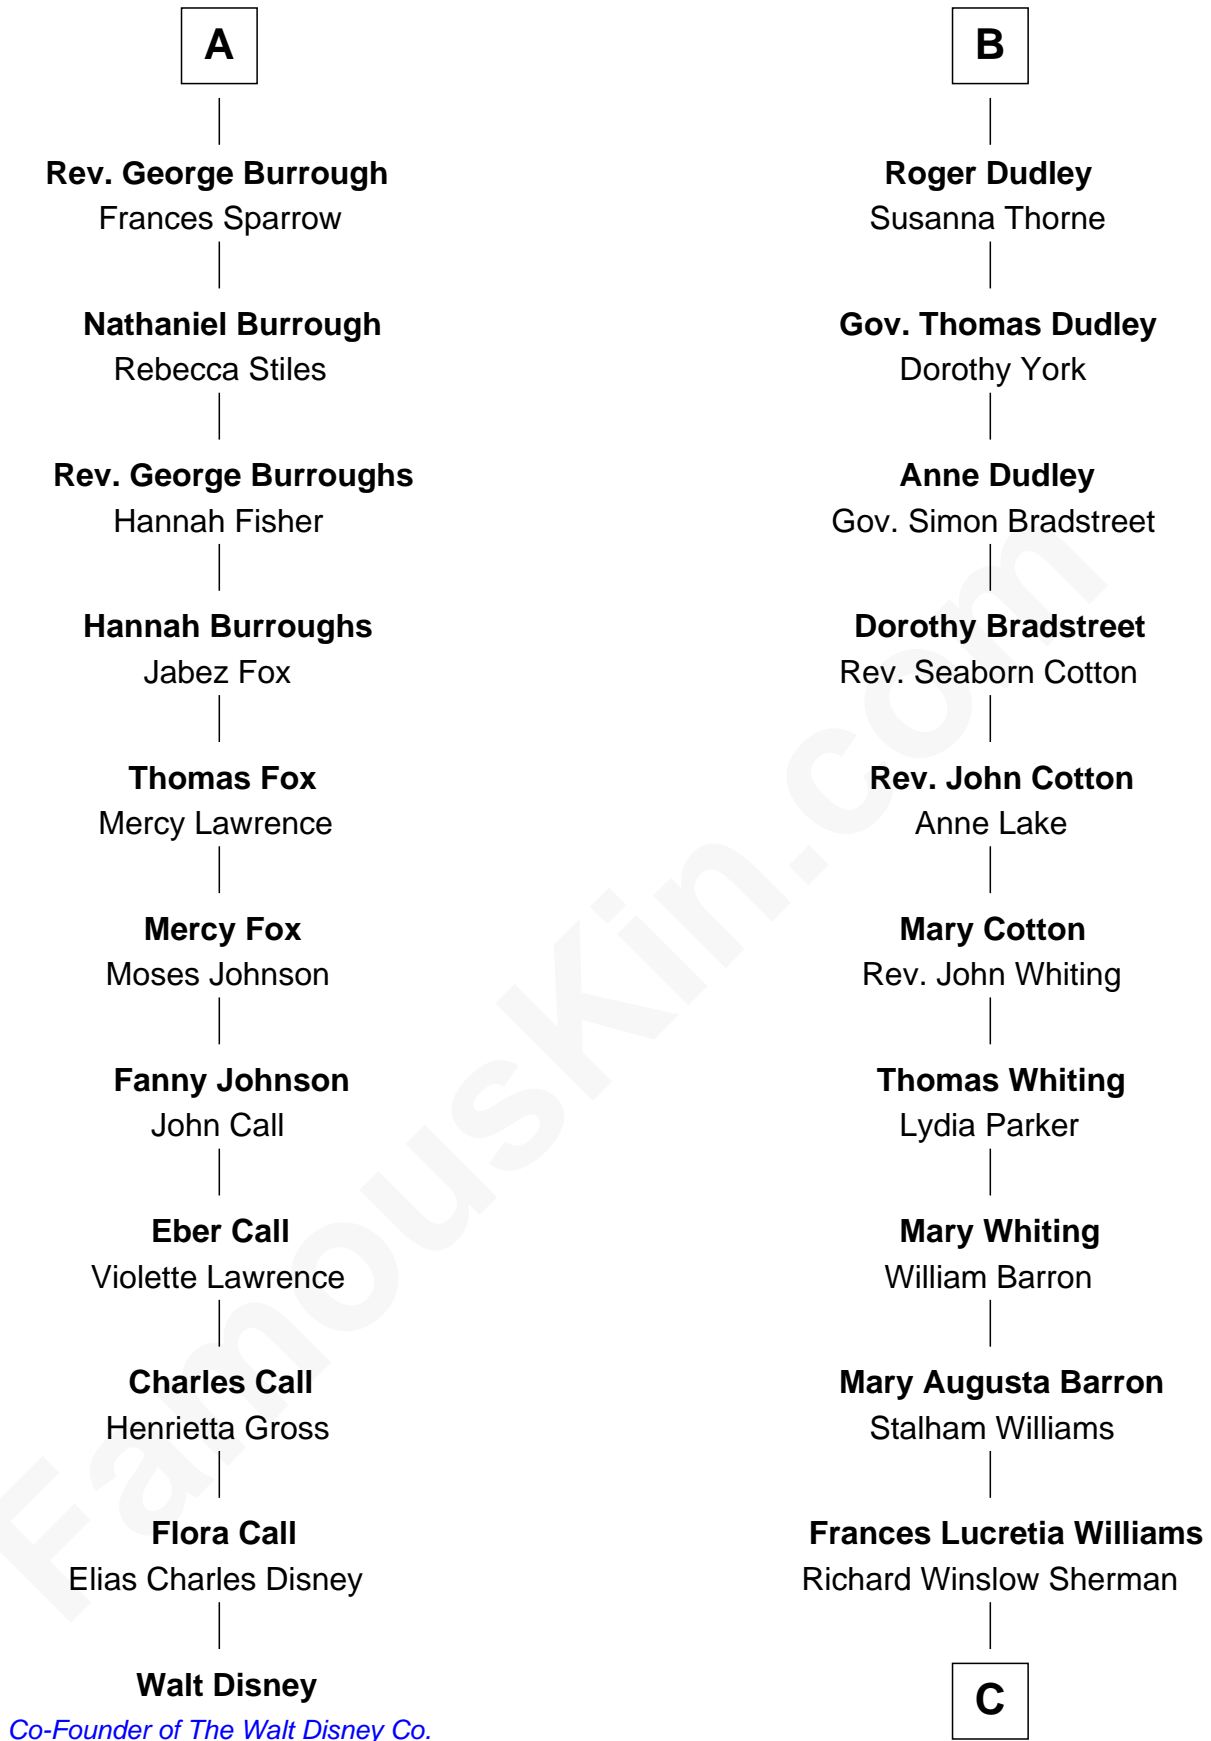 A
Rev. George Burrough
Frances Sparrow
Nathaniel Burrough
Rebecca Stiles
Rev. George Burroughs
Hannah Fisher
Hannah Burroughs
Jabez Fox
Thomas Fox
Mercy Lawrence
Mercy Fox
Moses Johnson
Fanny Johnson
John Call
Eber Call
Violette Lawrence
Charles Call
Henrietta Gross
Flora Call
Elias Charles Disney
Walt Disney
Co-Founder of The Walt Disney Co.
B
Roger Dudley
Susanna Thorne
Gov. Thomas Dudley
Dorothy York
Anne Dudley
Gov. Simon Bradstreet
Dorothy Bradstreet
Rev. Seaborn Cotton
Rev. John Cotton
Anne Lake
Mary Cotton
Rev. John Whiting
Thomas Whiting
Lydia Parker
Mary Whiting
William Barron
Mary Augusta Barron
Stalham Williams
Frances Lucretia Williams
Richard Winslow Sherman
C
FamousKin.com